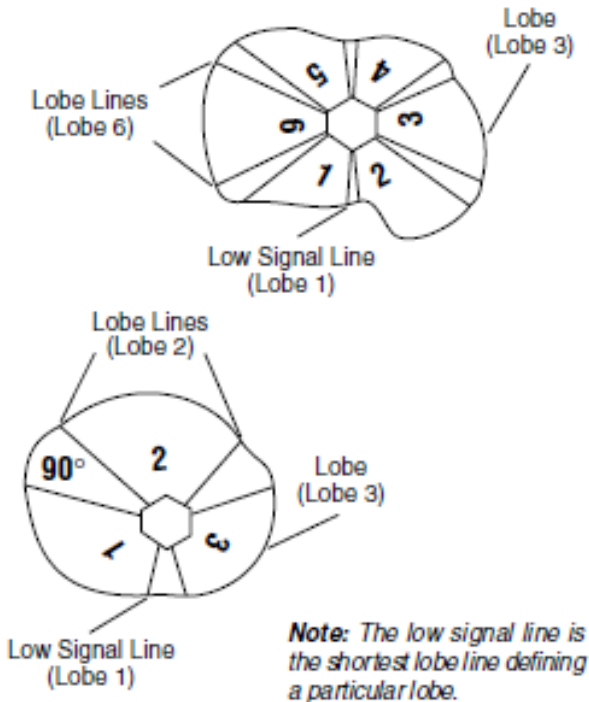 Lobe
(Lobe 3)
Lobe Lines
(Lobe 6)
5
4
6
3
1
2
Low Signal Line
(Lobe 1)
Lobe Lines
(Lobe 2)
90°
2
Lobe
(Lobe 3)
1
3
Low Signal Line
(Lobe 1)
Note: The low signal line is
the shortest lobe line defining
a particular lobe.